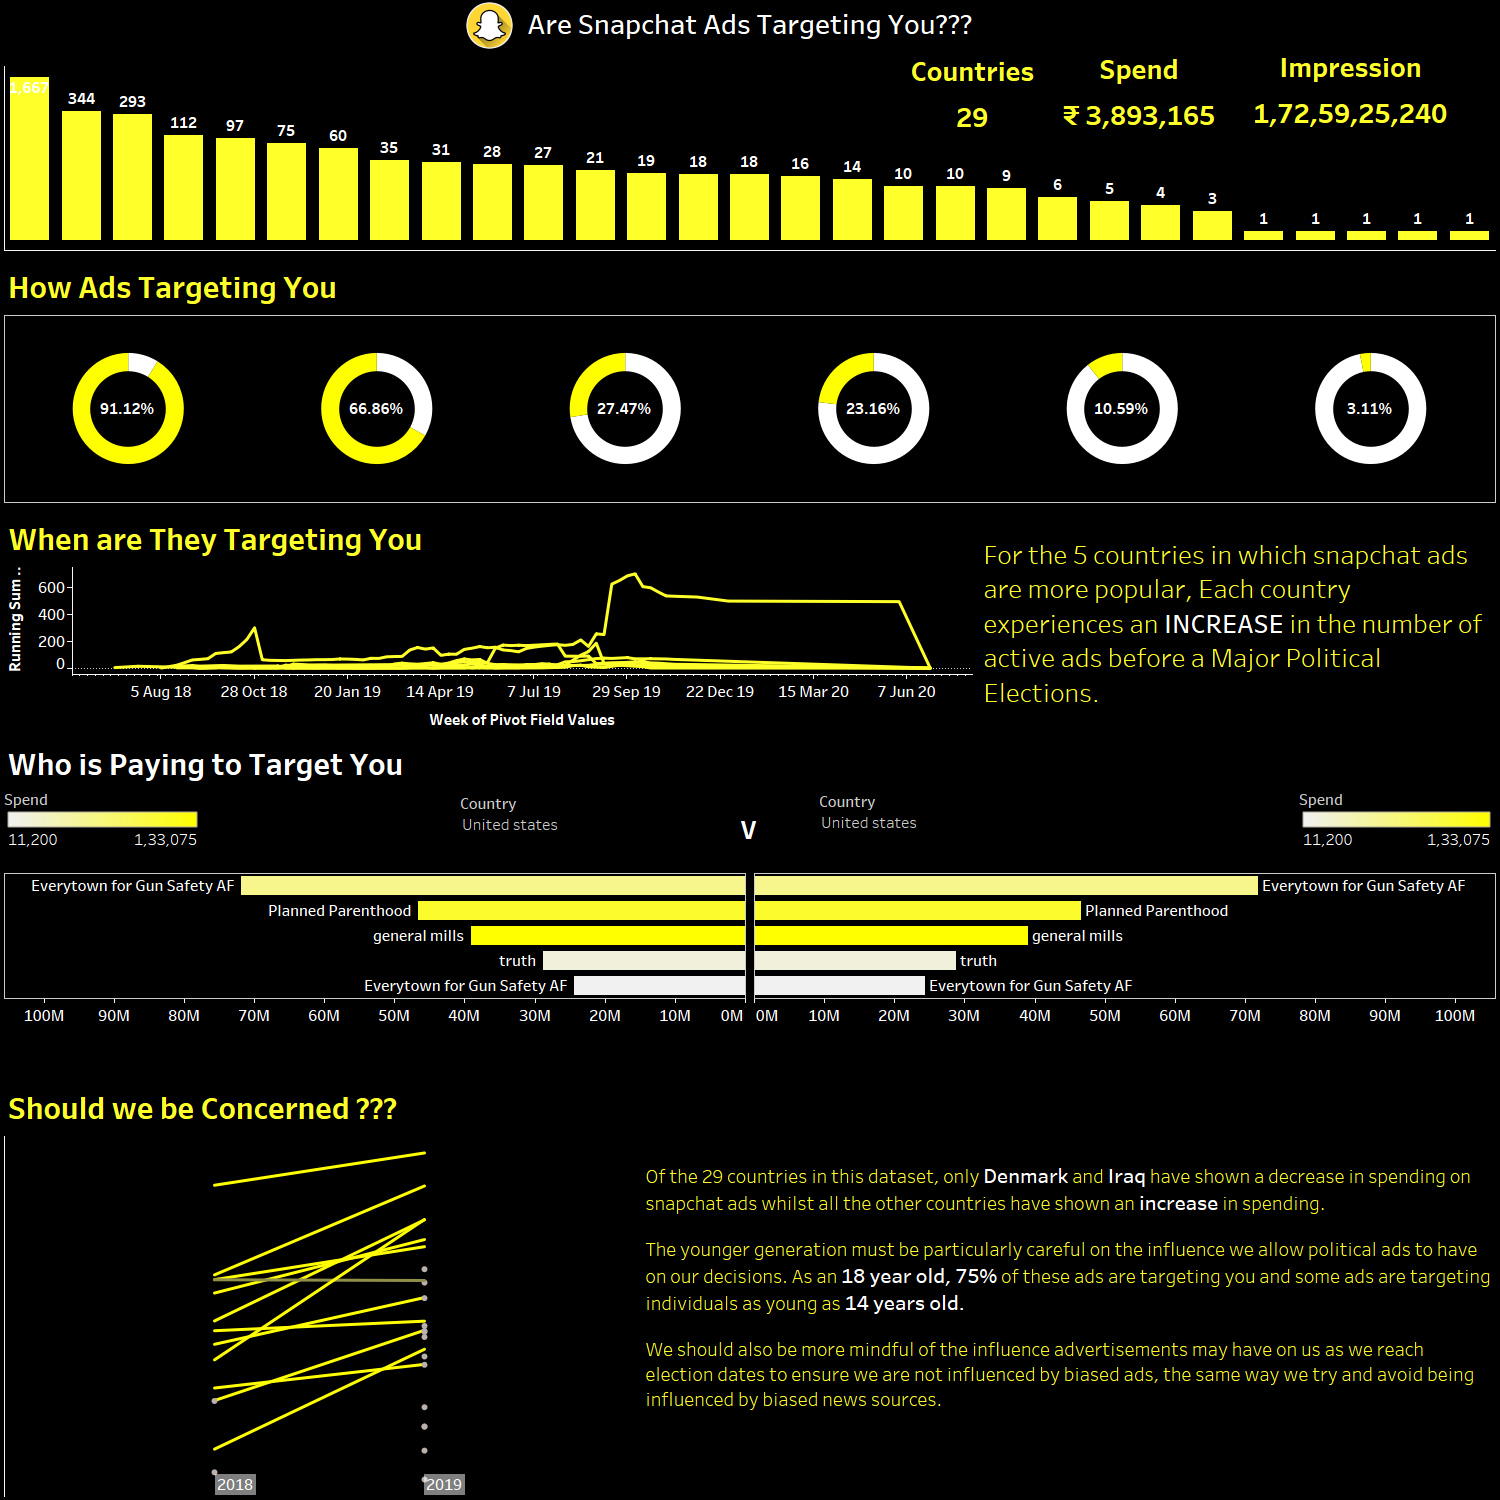 Are Snapchat Ads Targeting You???
Countries
Spend
Impression
29
₹ 3,893,165
1,72,59,25,240
1,667
344
293
112
97
75
60
35
31
28
27
21
19
18
18
16
14
10
10
9
6
5
4
3
1
1
1
1
1
How Ads Targeting You
91.12%
66.86%
27.47%
23.16%
10.59%
3.11%
When are They Targeting You
Running Sum ..
600
400
200
0
5 Aug 18
28 Oct 18
20 Jan 19
14 Apr 19
7 Jul 19
29 Sep 19
22 Dec 19
15 Mar 20
7 Jun 20
Week of Pivot Field Values
For the 5 countries in which snapchat ads
are more popular, Each country
experiences an INCREASE in the number of
active ads before a Major Political
Elections.
Who is Paying to Target You
Spend
11,200
1,33,075
Country
United states
V
Country
United states
Spend
11,200
1,33,075
Everytown for Gun Safety AF
Planned Parenthood
general mills
truth
Everytown for Gun Safety AF
100M
90M
80M
70M
60M
50M
40M
30M
20M
10M
0M
Everytown for Gun Safety AF
Planned Parenthood
general mills
truth
Everytown for Gun Safety AF
0M
10M
20M
30M
40M
50M
60M
70M
80M
90M
100M
Should we be Concerned ???
2018
2019
Of the 29 countries in this dataset, only Denmark and Iraq have shown a decrease in spending on
snapchat ads whilst all the other countries have shown an increase in spending.
The younger generation must be particularly careful on the influence we allow political ads to have
on our decisions. As an 18 year old, 75% of these ads are targeting you and some ads are targeting
individuals as young as 14 years old.
We should also be more mindful of the influence advertisements may have on us as we reach
election dates to ensure we are not influenced by biased ads, the same way we try and avoid being
influenced by biased news sources.